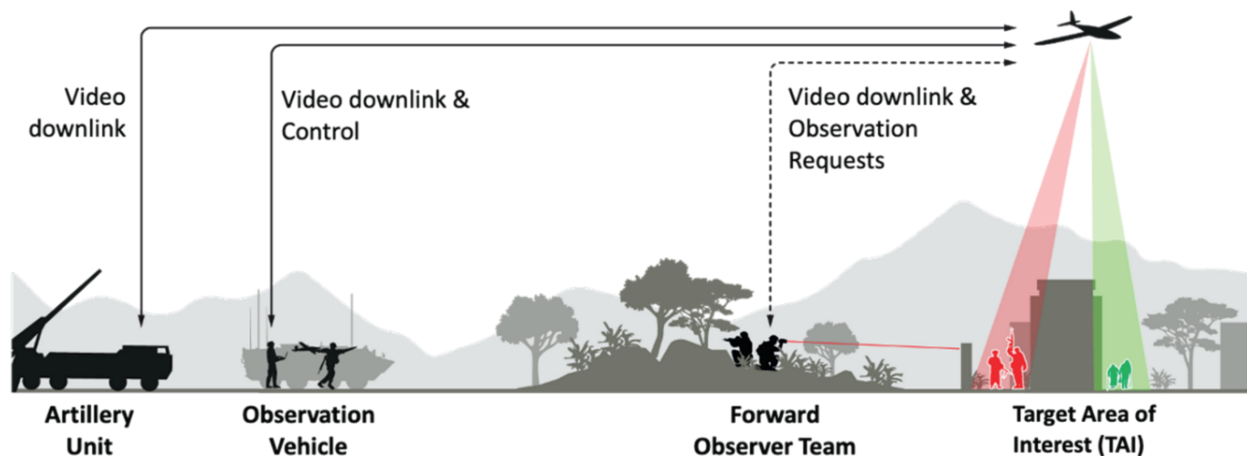 Video
downlink
Video downlink &
Control
Video downlink &
Observation
Requests
Artillery
Unit
Observation
Vehicle
Forward
Observer Team
Target Area of
Interest (TAI)